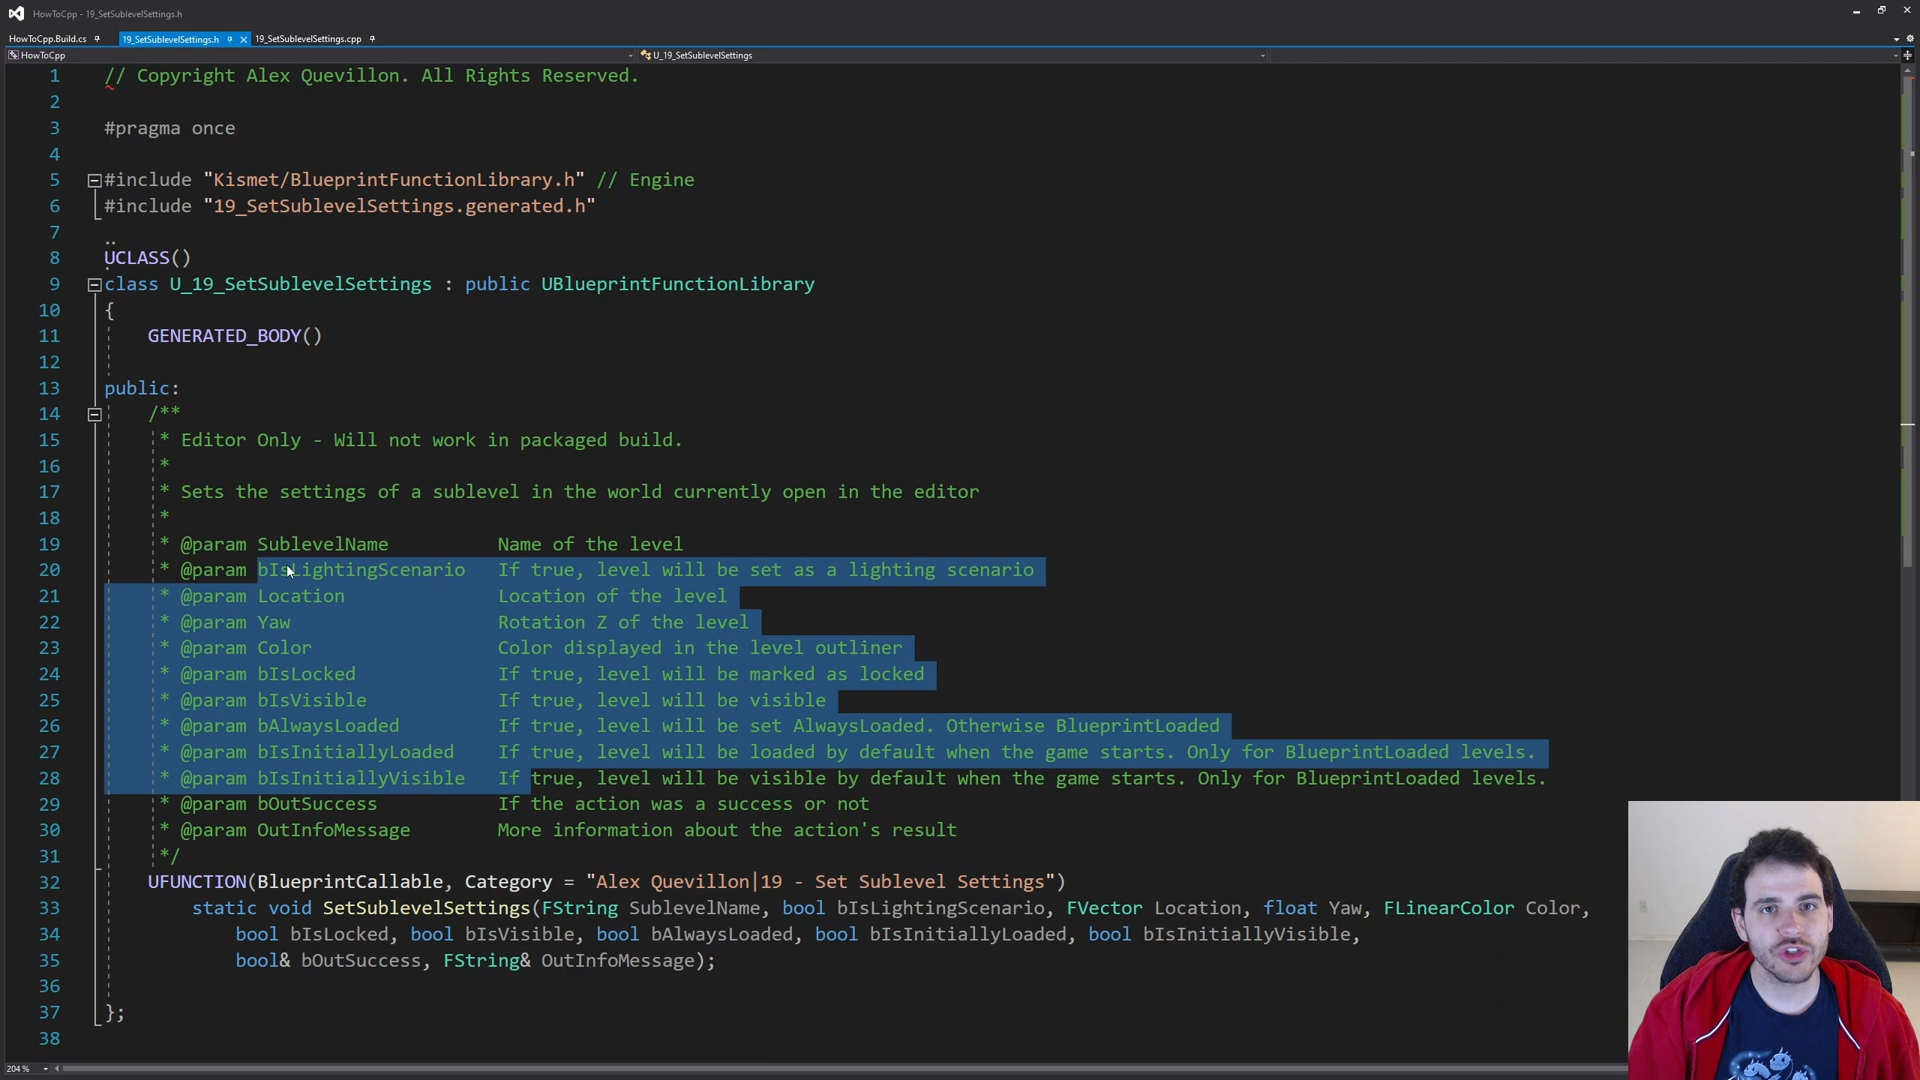 HowToCpp - 19_SetSublevelSettings.h
HowToCpp.Build.cs 19_SetSublevelSettings.h 19_SetSublevelSettings.cpp
HowToCpp U_19_SetSublevelSettings
1 // Copyright Alex Quevillon. All Rights Reserved.
2
3 #pragma once
4
5 #include "Kismet/BlueprintFunctionLibrary.h" // Engine
6 #include "19_SetSublevelSettings.generated.h"
7
8 UCLASS()
9 class U_19_SetSublevelSettings : public UBlueprintFunctionLibrary
10 {
11 GENERATED_BODY()
12
13 public:
14 /**
15 * Editor Only - Will not work in packaged build.
16 *
17 * Sets the settings of a sublevel in the world currently open in the editor
18 *
19 * @param SublevelName Name of the level
20 * @param bIsLightingScenario If true, level will be set as a lighting scenario
21 * @param Location Location of the level
22 * @param Yaw Rotation Z of the level
23 * @param Color Color displayed in the level outliner
24 * @param bIsLocked If true, level will be marked as locked
25 * @param bIsVisible If true, level will be visible
26 * @param bAlwaysLoaded If true, level will be set AlwaysLoaded. Otherwise BlueprintLoaded
27 * @param bIsInitiallyLoaded If true, level will be loaded by default when the game starts. Only for BlueprintLoaded levels.
28 * @param bIsInitiallyVisible If true, level will be visible by default when the game starts. Only for BlueprintLoaded levels.
29 * @param bOutSuccess If the action was a success or not
30 * @param OutInfoMessage More information about the action's result
31 */
32 UFUNCTION(BlueprintCallable, Category = "Alex Quevillon|19 - Set Sublevel Settings")
33 static void SetSublevelSettings(FString SublevelName, bool bIsLightingScenario, FVector Location, float Yaw, FLinearColor Color,
34 bool bIsLocked, bool bIsVisible, bool bAlwaysLoaded, bool bIsInitiallyLoaded, bool bIsInitiallyVisible,
35 bool& bOutSuccess, FString& OutInfoMessage);
36
37 };
38
204 %